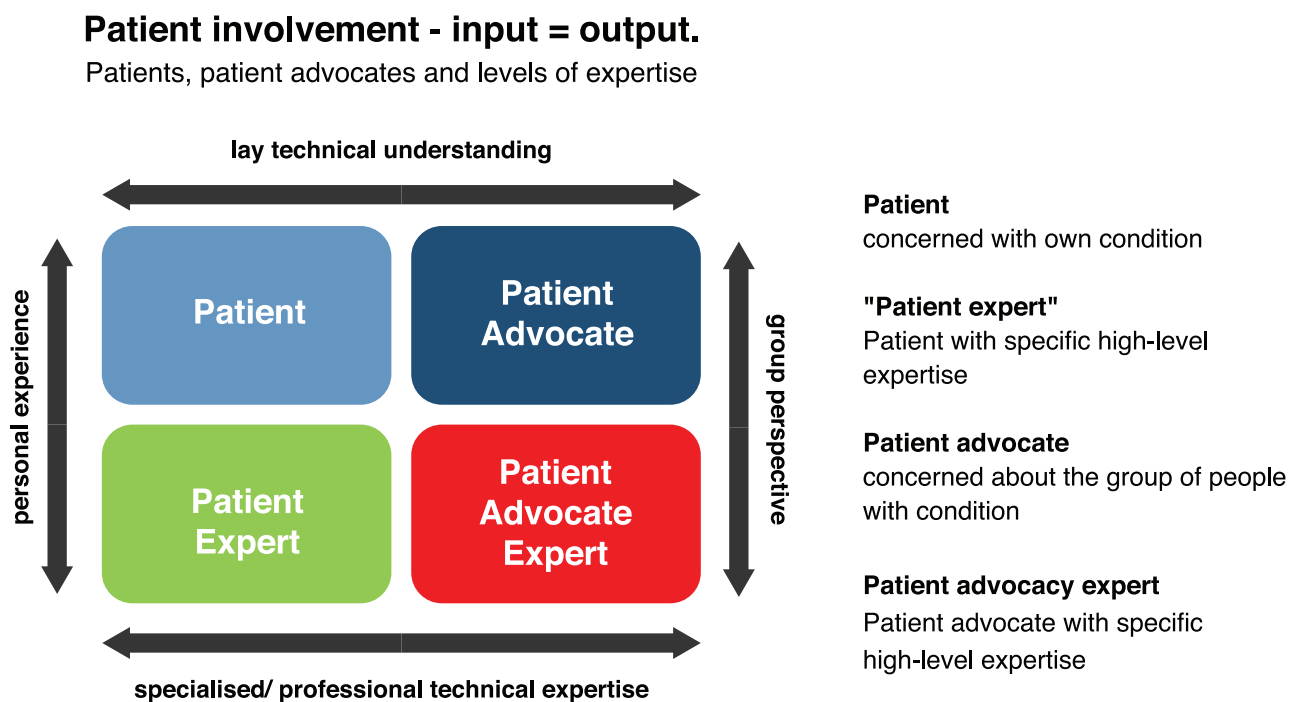 Patient involvement - input = output.
Patients, patient advocates and levels of expertise
lay technical understanding
personal experience
Patient
Patient
Advocate
Patient
Expert
Patient
Advocate
Expert
group perspective
specialised/ professional technical expertise
Patient
concerned with own condition
"Patient expert"
Patient with specific high-level
expertise
Patient advocate
concerned about the group of people
with condition
Patient advocacy expert
Patient advocate with specific
high-level expertise